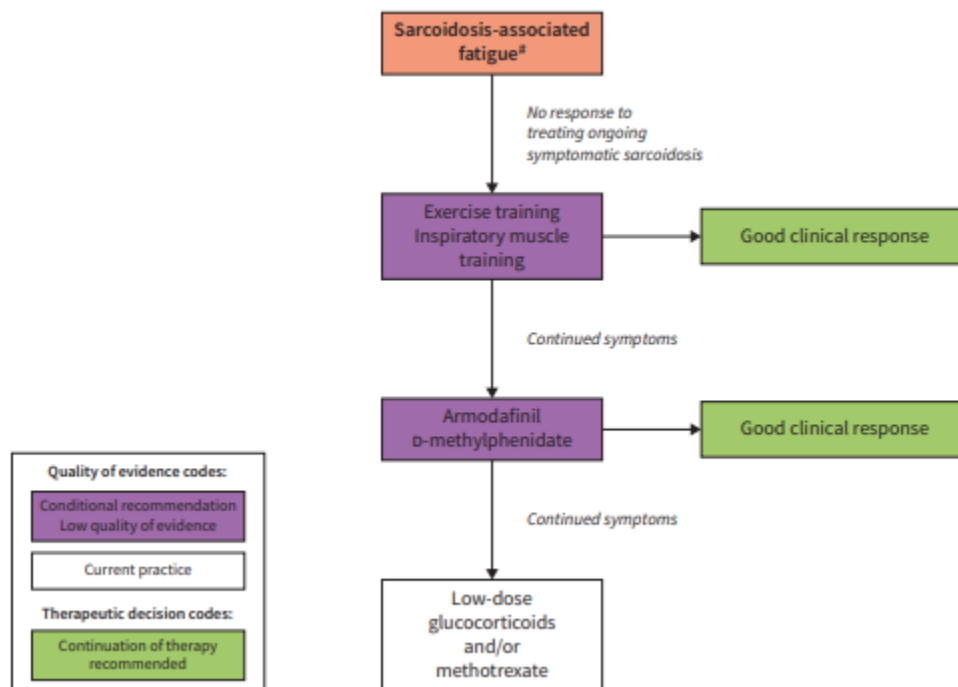 Sarcoidosis-associated
fatigue#
No response to
treating ongoing
symptomatic sarcoidosis
Exercise training
Inspiratory muscle
training
Good clinical response
Continued symptoms
Armodafinil
ᴅ-methylphenidate
Good clinical response
Continued symptoms
Low-dose
glucocorticoids
and/or
methotrexate
Quality of evidence codes:
Conditional recommendation
Low quality of evidence
Current practice
Therapeutic decision codes:
Continuation of therapy
recommended